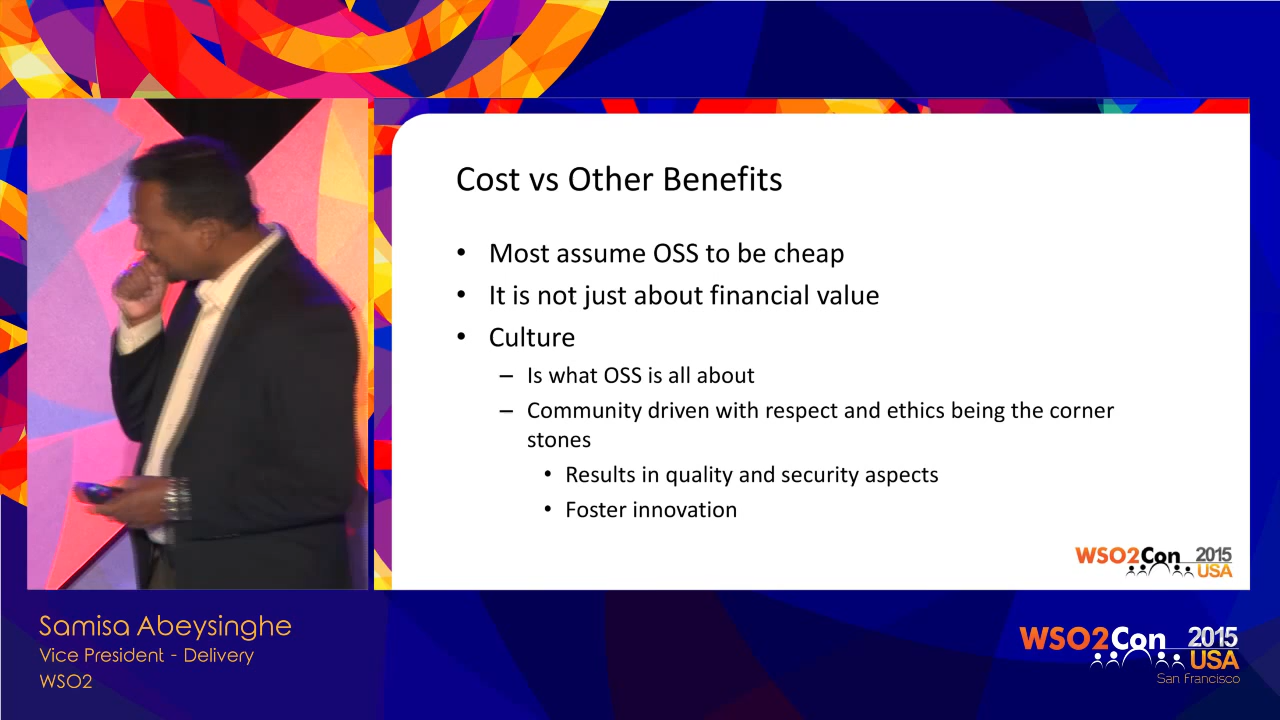 Cost vs Other Benefits
• Most assume OSS to be cheap
• It is not just about financial value
• Culture
– Is what OSS is all about
– Community driven with respect and ethics being the corner
stones
• Results in quality and security aspects
• Foster innovation
WSO2Con 2015
USA
Samisa Abeysinghe
Vice President - Delivery
WSO2
WSO2Con 2015
USA
San Francisco